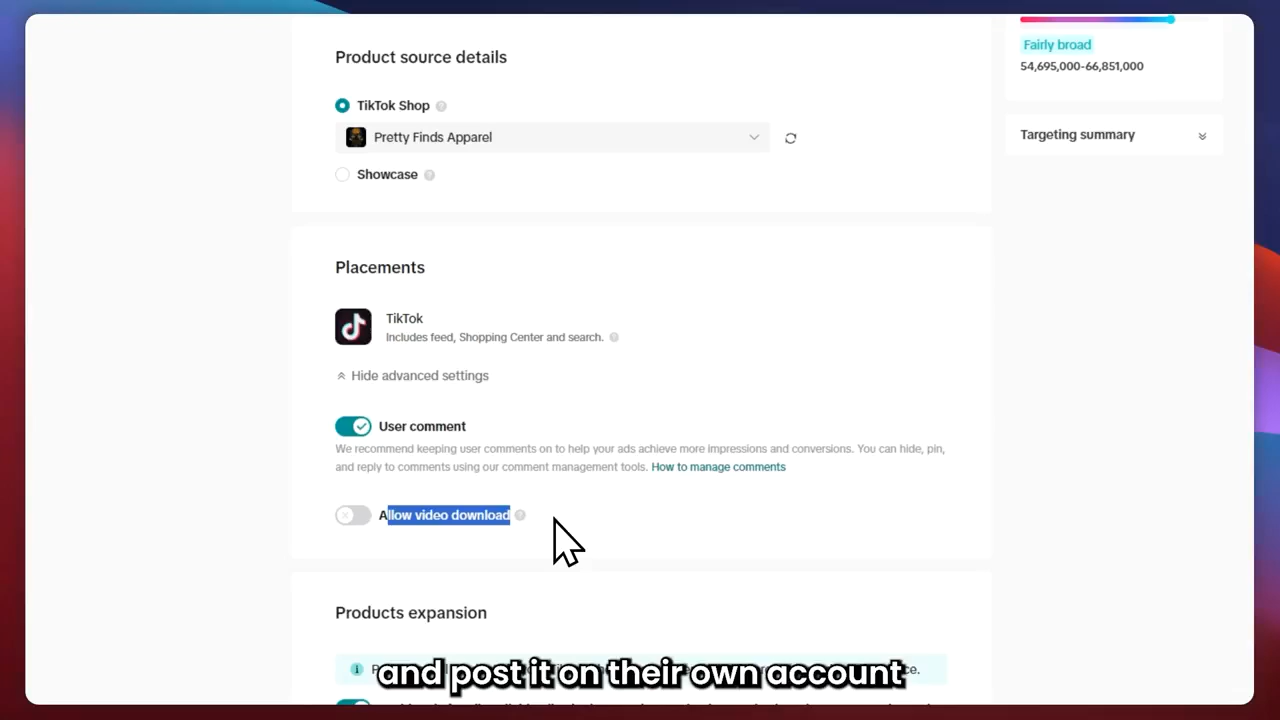 Product source details
TikTok Shop
Pretty Finds Apparel
Showcase
Placements
TikTok
Includes feed, Shopping Center and search.
Hide advanced settings
User comment
We recommend keeping user comments on to help your ads achieve more impressions and conversions. You can hide, pin,
and reply to comments using our comment management tools. How to manage comments
Allow video download
Products expansion
and post it on their own account
Fairly broad
54,695,000-66,851,000
Targeting summary